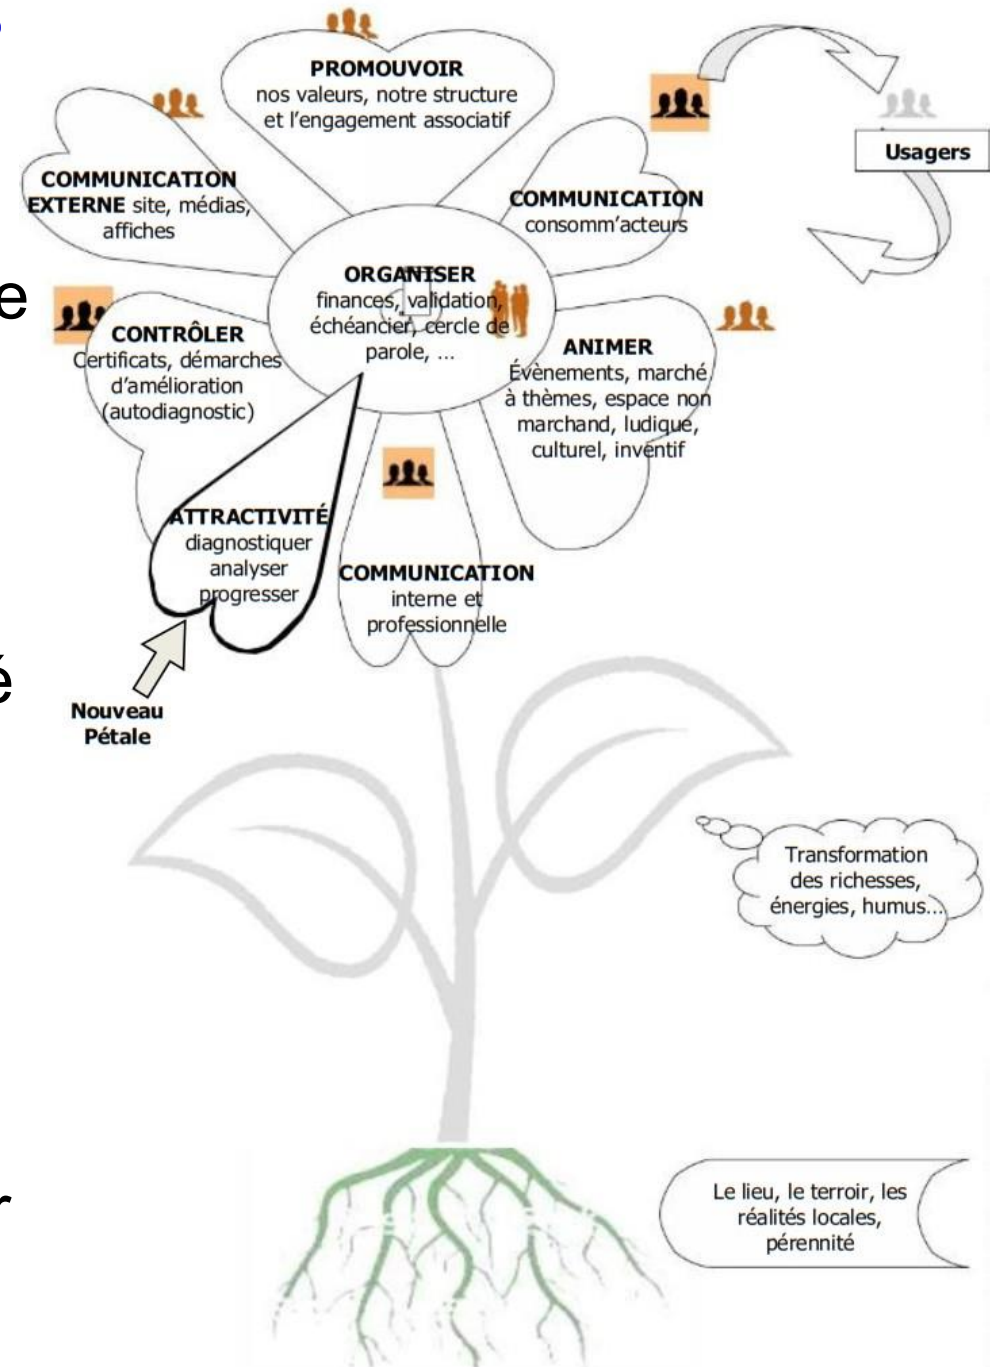 PROMOUVOIR
nos valeurs, notre structure
et l'engagement associatif
COMMUNICATION
EXTERNE site, médias,
affiches
COMMUNICATION
consomm'acteurs
Usagers
ORGANISER
finances, validation,
échéancier, cercle de
parole, ...
CONTRÔLER
Certificats, démarches
d'amélioration
(autodiagnostic)
ANIMER
Évènements, marché
à thèmes, espace non
marchand, ludique,
culturel, inventif
ATTRACTIVITÉ
diagnostiquer
analyser
progresser
COMMUNICATION
interne et
professionnelle
Nouveau
Pétale
Transformation
des richesses,
énergies, humus...
Le lieu, le terroir, les
réalités locales,
pérennité
e
é
r